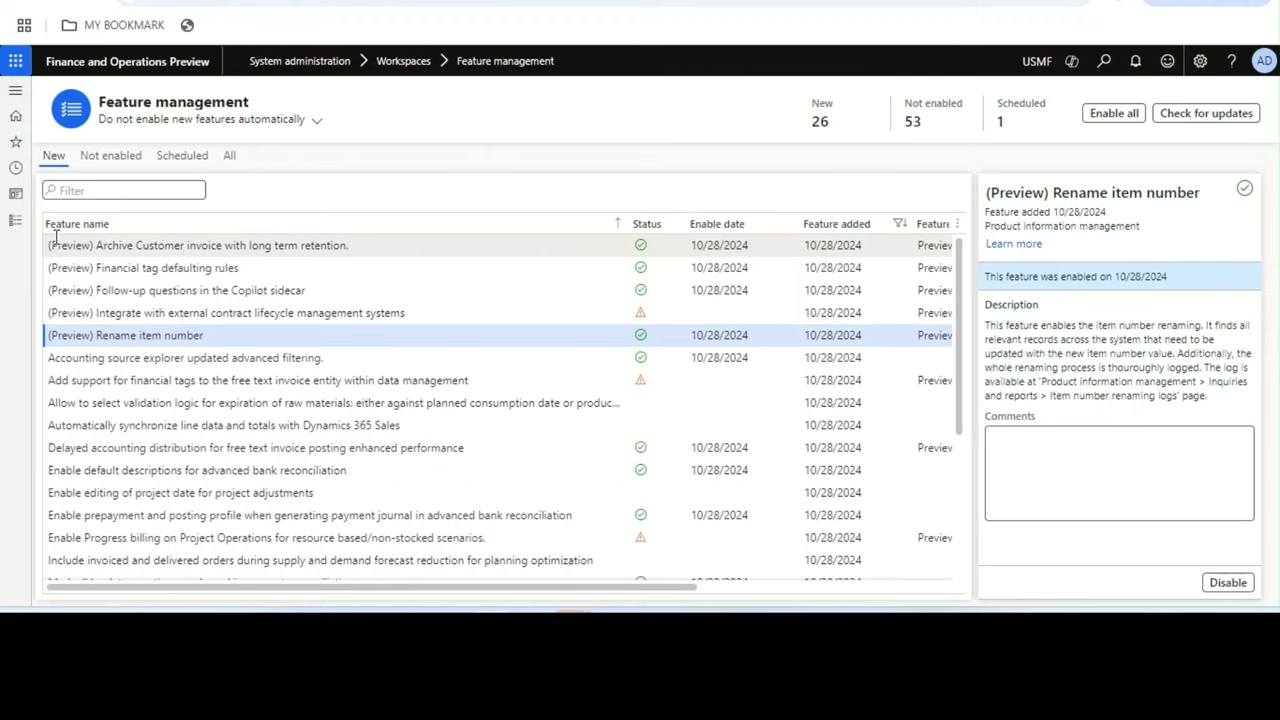 MY BOOKMARK
Finance and Operations Preview System administration Workspaces Feature management USMF ? AD
Feature management
Do not enable new features automatically
New Not enabled Scheduled
26 53 1
Enable all Check for updates
New Not enabled Scheduled All
Filter
Feature name Status Enable date Feature added Feature
(Preview) Archive Customer invoice with long term retention. 10/28/2024 10/28/2024 Preview
(Preview) Financial tag defaulting rules 10/28/2024 10/28/2024 Preview
(Preview) Follow-up questions in the Copilot sidecar 10/28/2024 10/28/2024 Preview
(Preview) Integrate with external contract lifecycle management systems 10/28/2024 Preview
(Preview) Rename item number 10/28/2024 10/28/2024 Preview
Accounting source explorer updated advanced filtering. 10/28/2024 10/28/2024
Add support for financial tags to the free text invoice entity within data management 10/28/2024 Preview
Allow to select validation logic for expiration of raw materials: either against planned consumption date or produc... 10/28/2024
Automatically synchronize line data and totals with Dynamics 365 Sales 10/28/2024
Delayed accounting distribution for free text invoice posting enhanced performance 10/28/2024 10/28/2024 Preview
Enable default descriptions for advanced bank reconciliation 10/28/2024 10/28/2024
Enable editing of project date for project adjustments 10/28/2024
Enable prepayment and posting profile when generating payment journal in advanced bank reconciliation 10/28/2024 10/28/2024
Enable Progress billing on Project Operations for resource based/non-stocked scenarios. 10/28/2024 Preview
Include invoiced and delivered orders during supply and demand forecast reduction for planning optimization 10/28/2024
(Preview) Rename item number
Feature added 10/28/2024
Product information management
Learn more
This feature was enabled on 10/28/2024
Description
This feature enables the item number renaming. It finds all
relevant records across the system that need to be
updated with the new item number value. Additionally, the
whole renaming process is thouroughly logged. The log is
available at 'Product information management > Inquiries
and reports > Item number renaming logs' page.
Comments
Disable